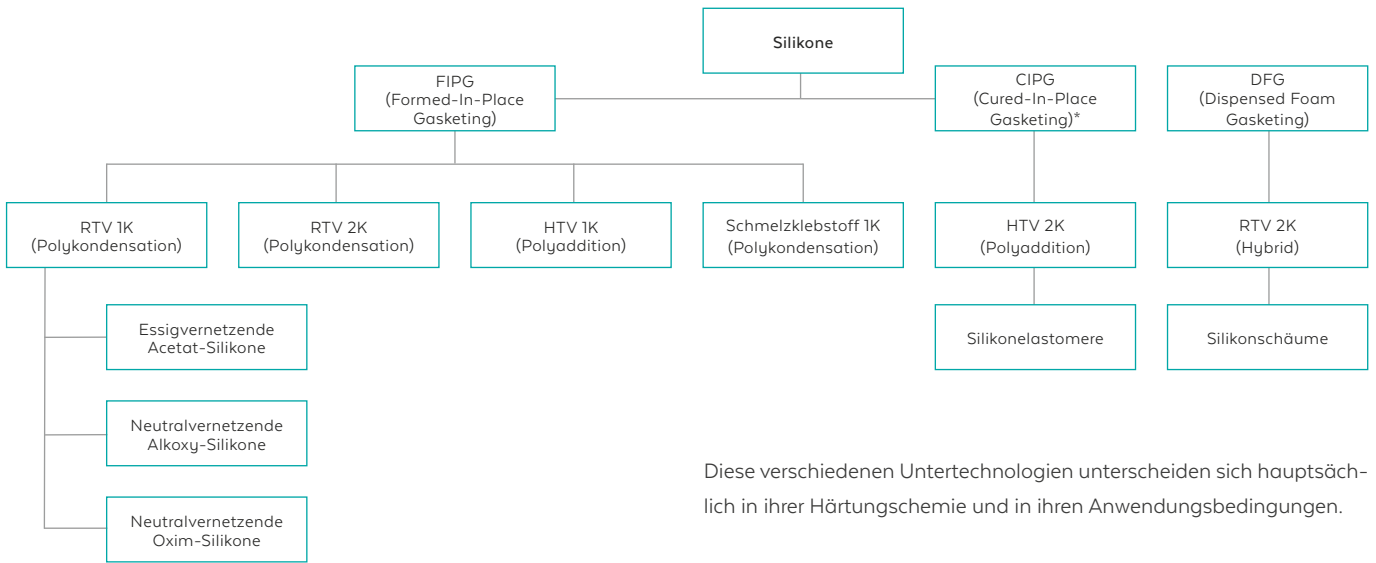 Silikone
FIPG
(Formed-In-Place
Gasketing)
CIPG
(Cured-In-Place
Gasketing)*
DFG
(Dispensed Foam
Gasketing)
RTV 1K
(Polykondensation)
RTV 2K
(Polykondensation)
HTV 1K
(Polyaddition)
Schmelzklebstoff 1K
(Polykondensation)
HTV 2K
(Polyaddition)
RTV 2K
(Hybrid)
Essigvernetzende
Acetat-Silikone
Silikonelastomere
Silikonschäume
Neutralvernetzende
Alkoxy-Silikone
Neutralvernetzende
Oxim-Silikone
Diese verschiedenen Untertechnologien unterscheiden sich hauptsäch-
lich in ihrer Härtungschemie und in ihren Anwendungsbedingungen.